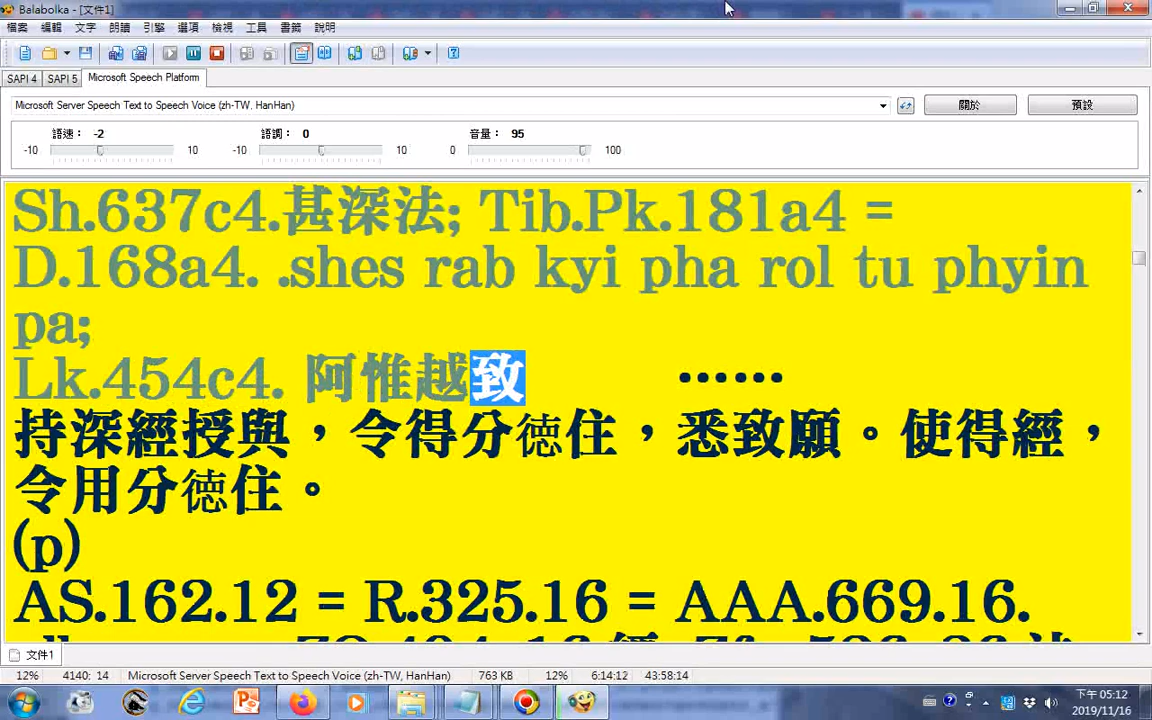 Balabolka - [文件1]
檔案 編輯 文字 朗讀 引擎 選項 檢視 工具 書籤 說明
SAPI 4 SAPI 5 Microsoft Speech Platform
Microsoft Server Speech Text to Speech Voice (zh-TW, HanHan) 關於 預設
語速： -2 語調： 0 音量： 95
-10 10 -10 10 0 100
Sh.637c4.甚深法; Tib.Pk.181a4 =
D.168a4. .shes rab kyi pha rol tu phyin
pa;
Lk.454c4. 阿惟越致 ……
持深經授與，令得分徳住，悉致願。使得經，
令用分徳住。
(p)
AS.162.12 = R.325.16 = AAA.669.16.
文件1
12% 4140: 14 Microsoft Server Speech Text to Speech Voice (zh-TW, HanHan) 763 KB 12% 6:14:12 43:58:14
下午 05:12
2019/11/16